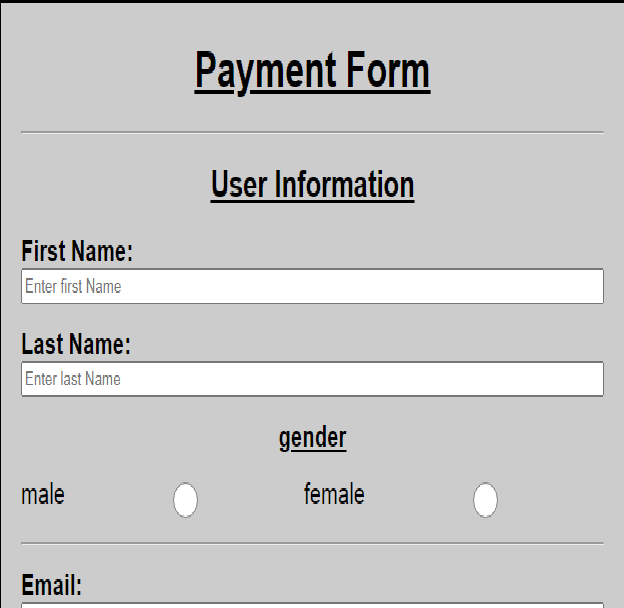 Payment Form
User Information
First Name:
Enter first Name
Last Name:
Enter last Name
gender
male female
Email: